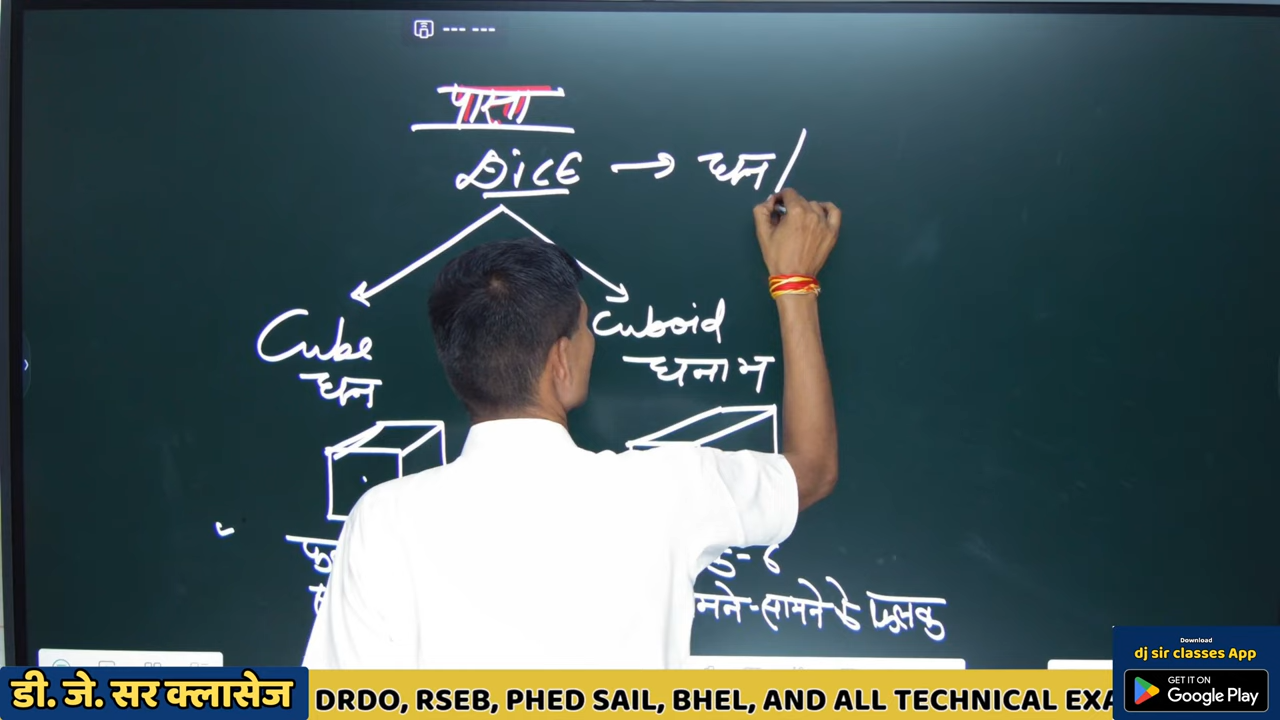 --- ---
पासा
DICE → घन /
Cube
घन
Cuboid
घनाभ
- 6
सामने-सामने के फलक
डी. जे. सर क्लासेज
DRDO, RSEB, PHED SAIL, BHEL, AND ALL TECHNICAL EXA
Download
dj sir classes App
GET IT ON
Google Play